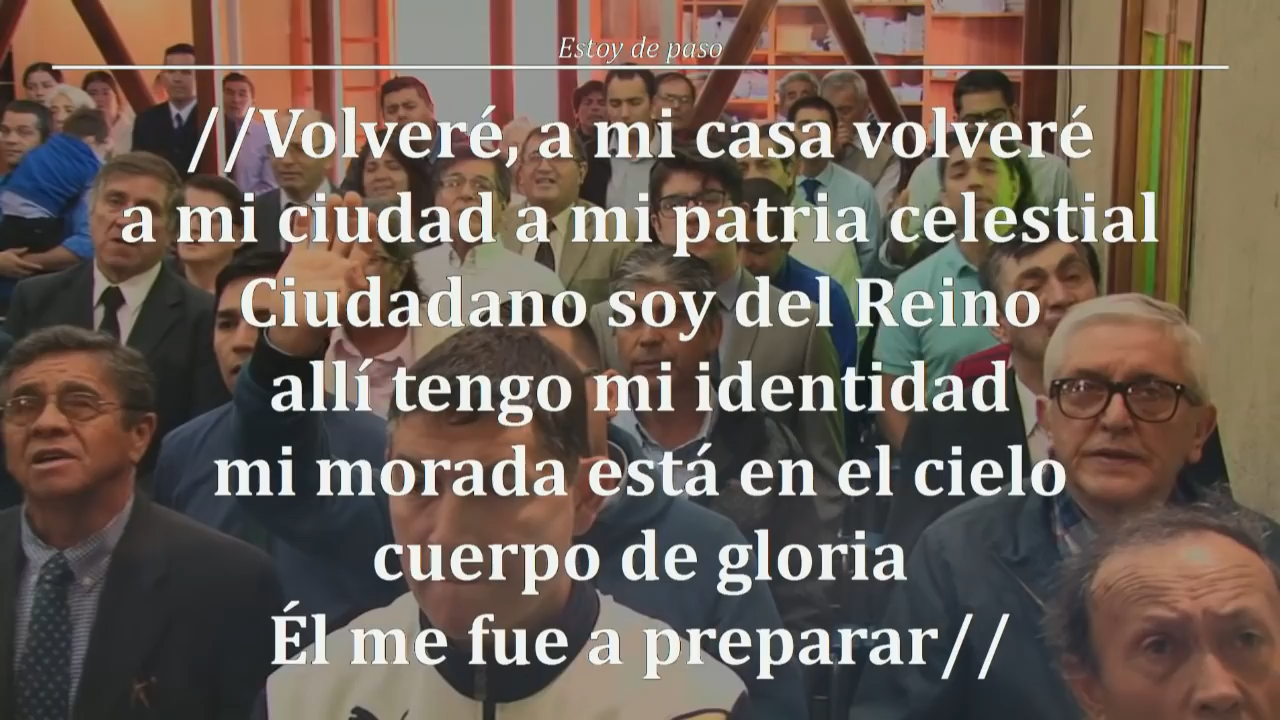 Estoy de paso
//Volveré, a mi casa volveré
a mi ciudad a mi patria celestial
Ciudadano soy del Reino
allí tengo mi identidad
mi morada está en el cielo
cuerpo de gloria
Él me fue a preparar//